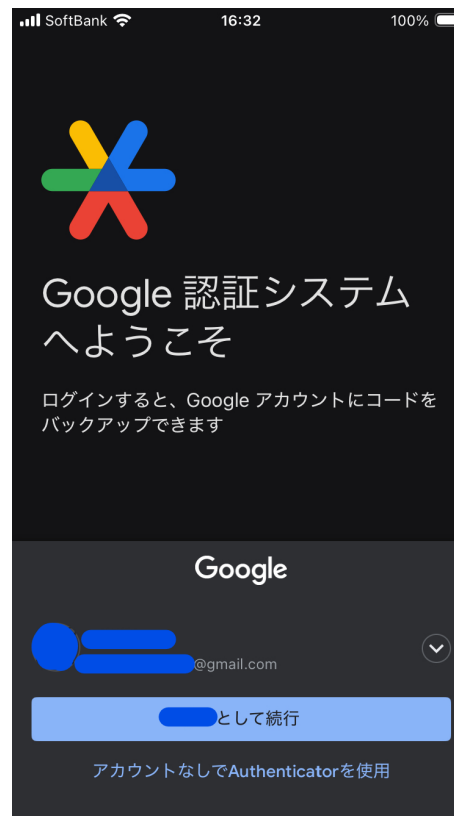 SoftBank 16:32 100%
Google 認証システム
へようこそ
ログインすると、Google アカウントにコードを
バックアップできます
Google
@gmail.com
として続行
アカウントなしでAuthenticatorを使用